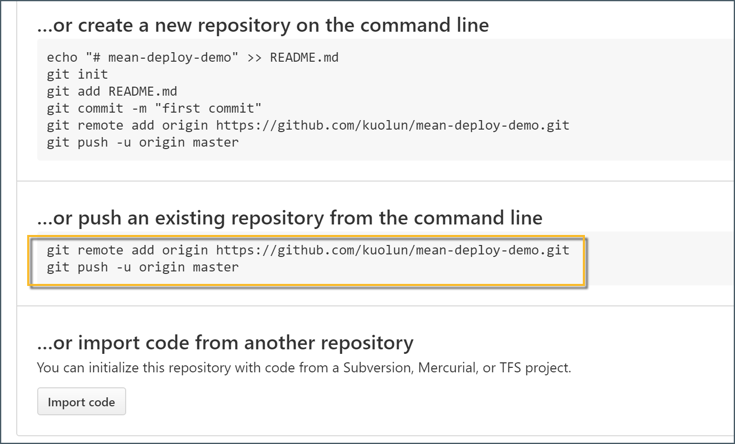 ...or create a new repository on the command line
echo "# mean-deploy-demo" >> README.md
git init
git add README.md
git commit -m "first commit"
git remote add origin https://github.com/kuolun/mean-deploy-demo.git
git push -u origin master
...or push an existing repository from the command line
git remote add origin https://github.com/kuolun/mean-deploy-demo.git
git push -u origin master
...or import code from another repository
You can initialize this repository with code from a Subversion, Mercurial, or TFS project.
Import code